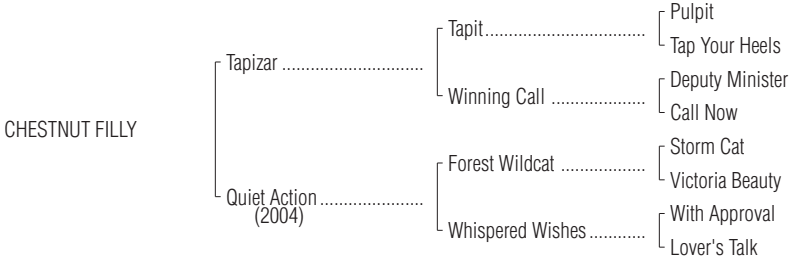 Pulpit
Tapit
Tap Your Heels
Tapizar
Deputy Minister
Winning Call
Call Now
CHESTNUT FILLY
Storm Cat
Forest Wildcat
Victoria Beauty
Quiet Action
(2004)
With Approval
Whispered Wishes
Lover's Talk